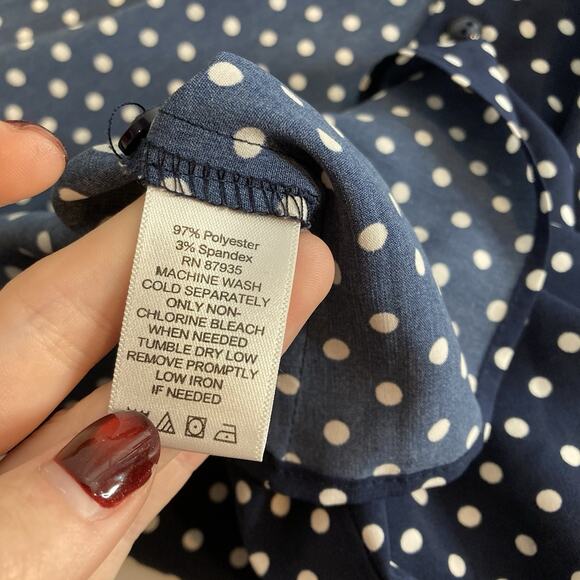 97% Polyester
3% Spandex
RN 87935
MACHINE WASH
COLD SEPARATELY
ONLY NON-
CHLORINE BLEACH
WHEN NEEDED
TUMBLE DRY LOW
REMOVE PROMPTLY
LOW IRON
IF NEEDED